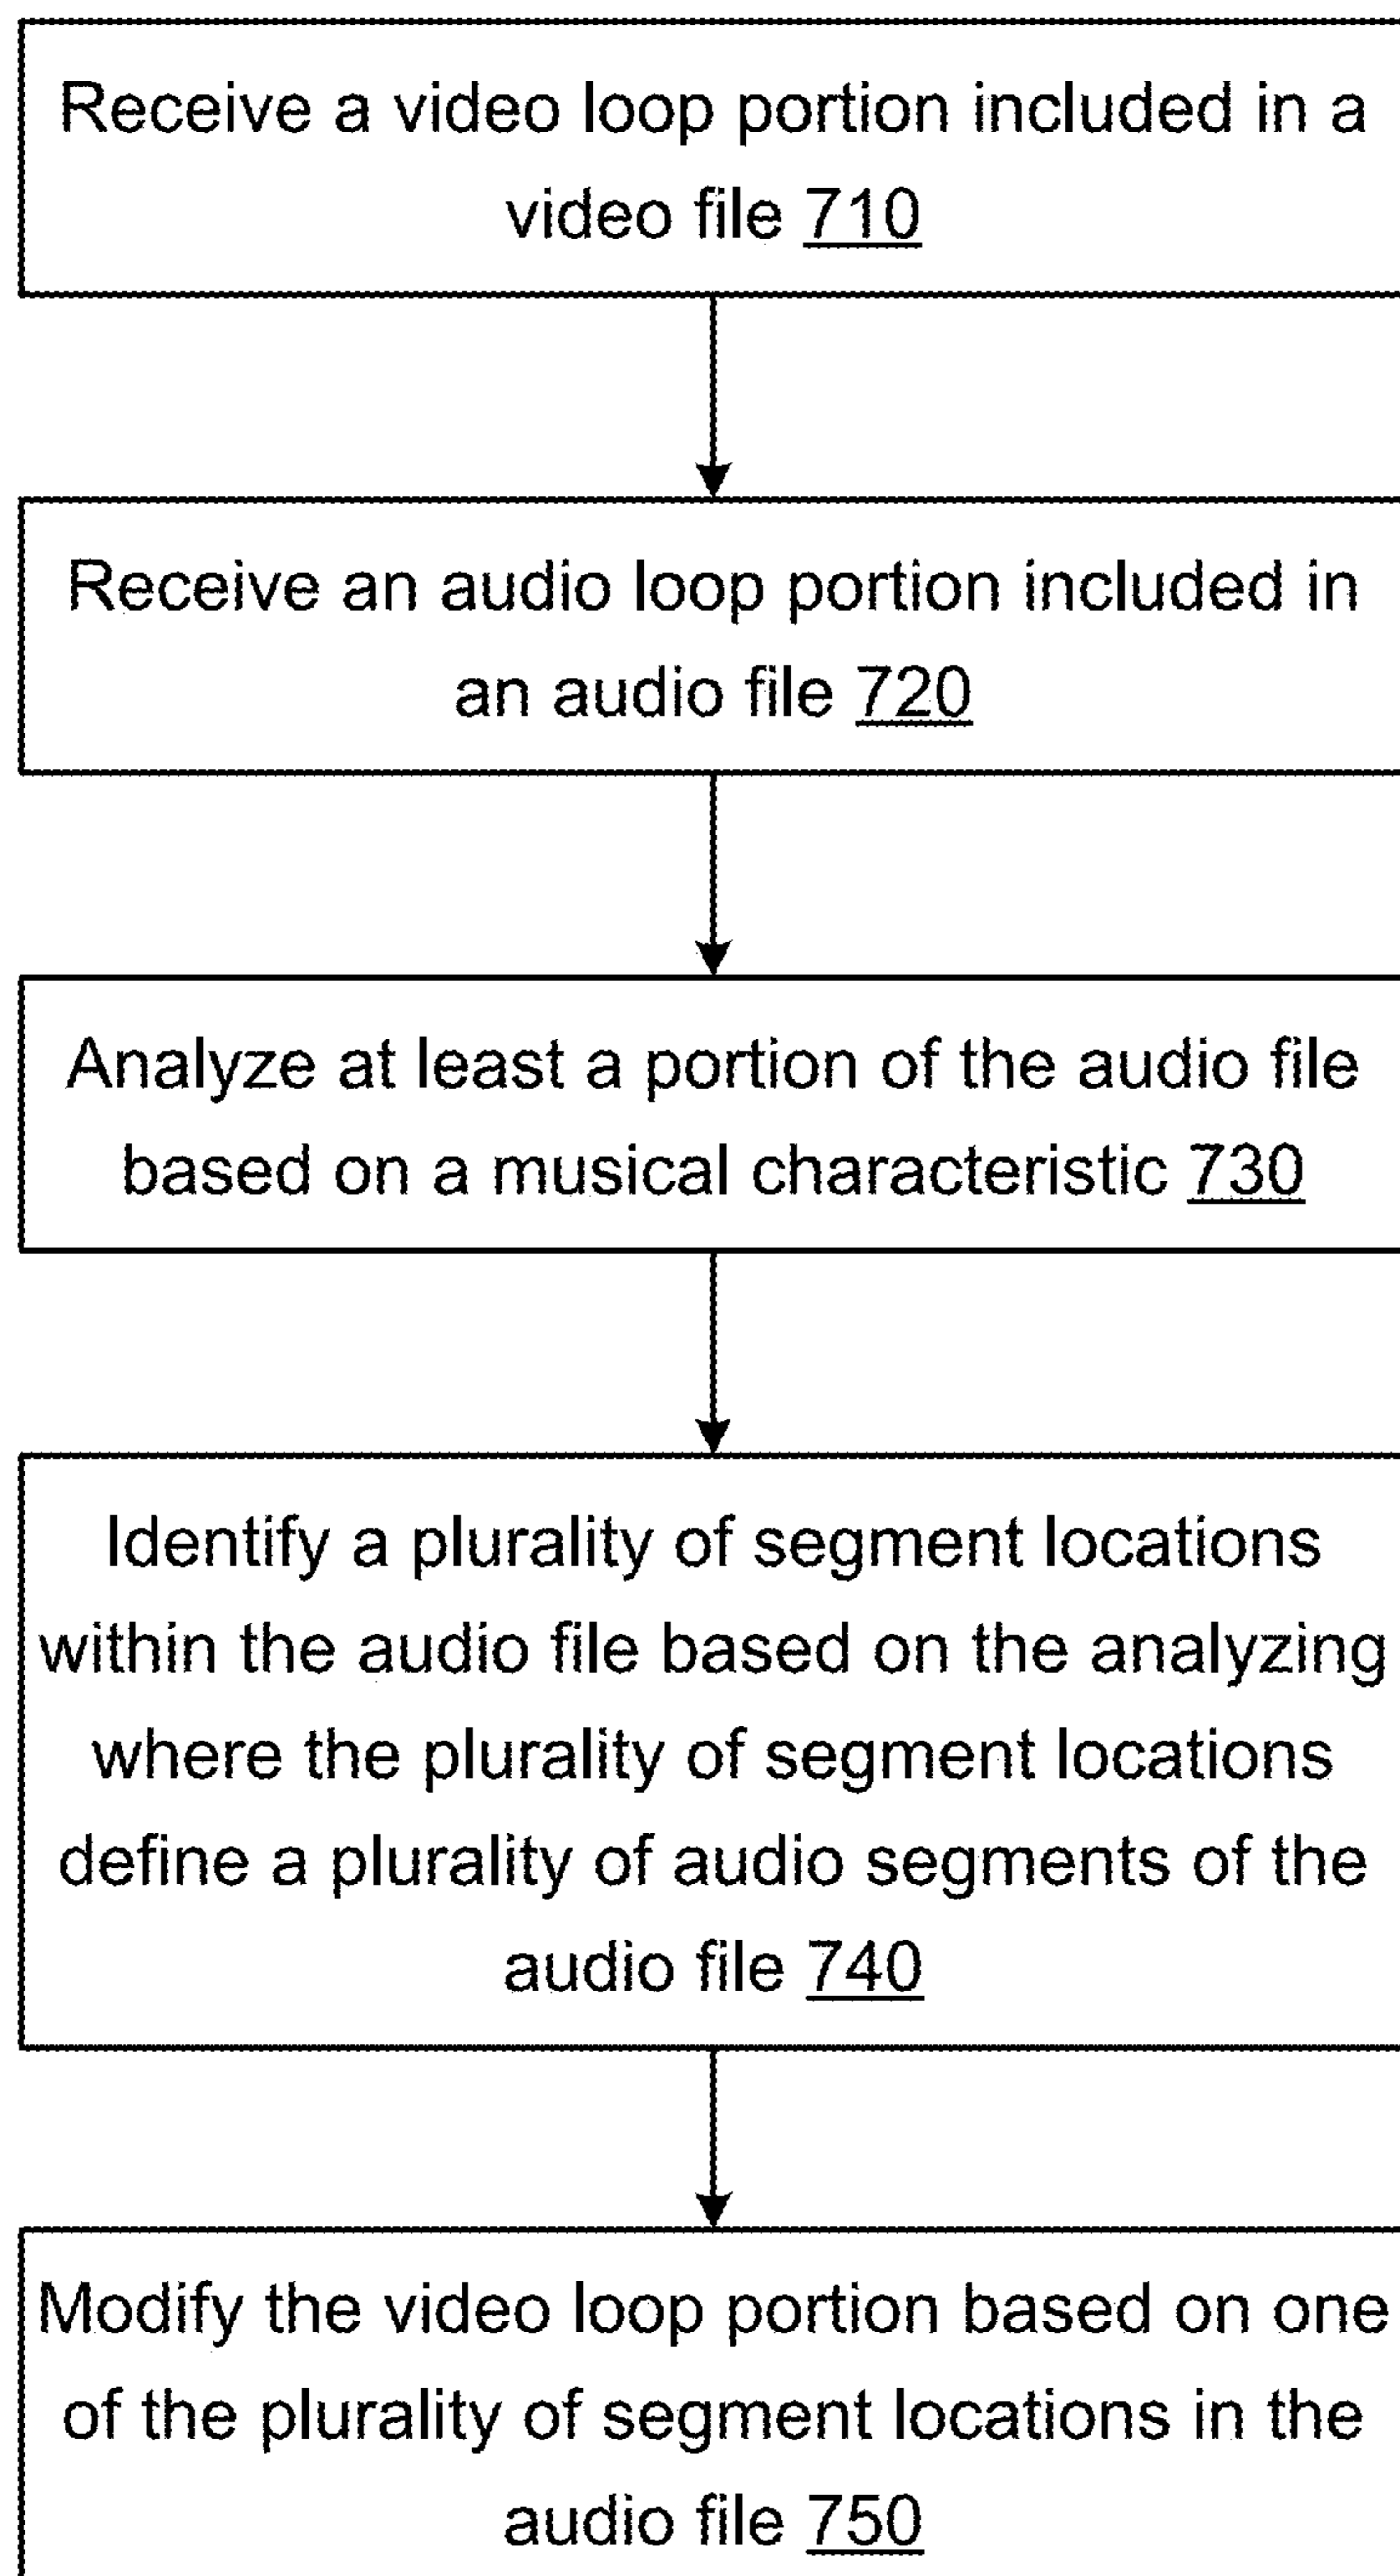 Receive a video loop portion included in a
video file 710
Receive an audio loop portion included in
an audio file 720
Analyze at least a portion of the audio file
based on a musical characteristic 730
Identify a plurality of segment locations
within the audio file based on the analyzing
where the plurality of segment locations
define a plurality of audio segments of the
audio file 740
Modify the video loop portion based on one
of the plurality of segment locations in the
audio file 750